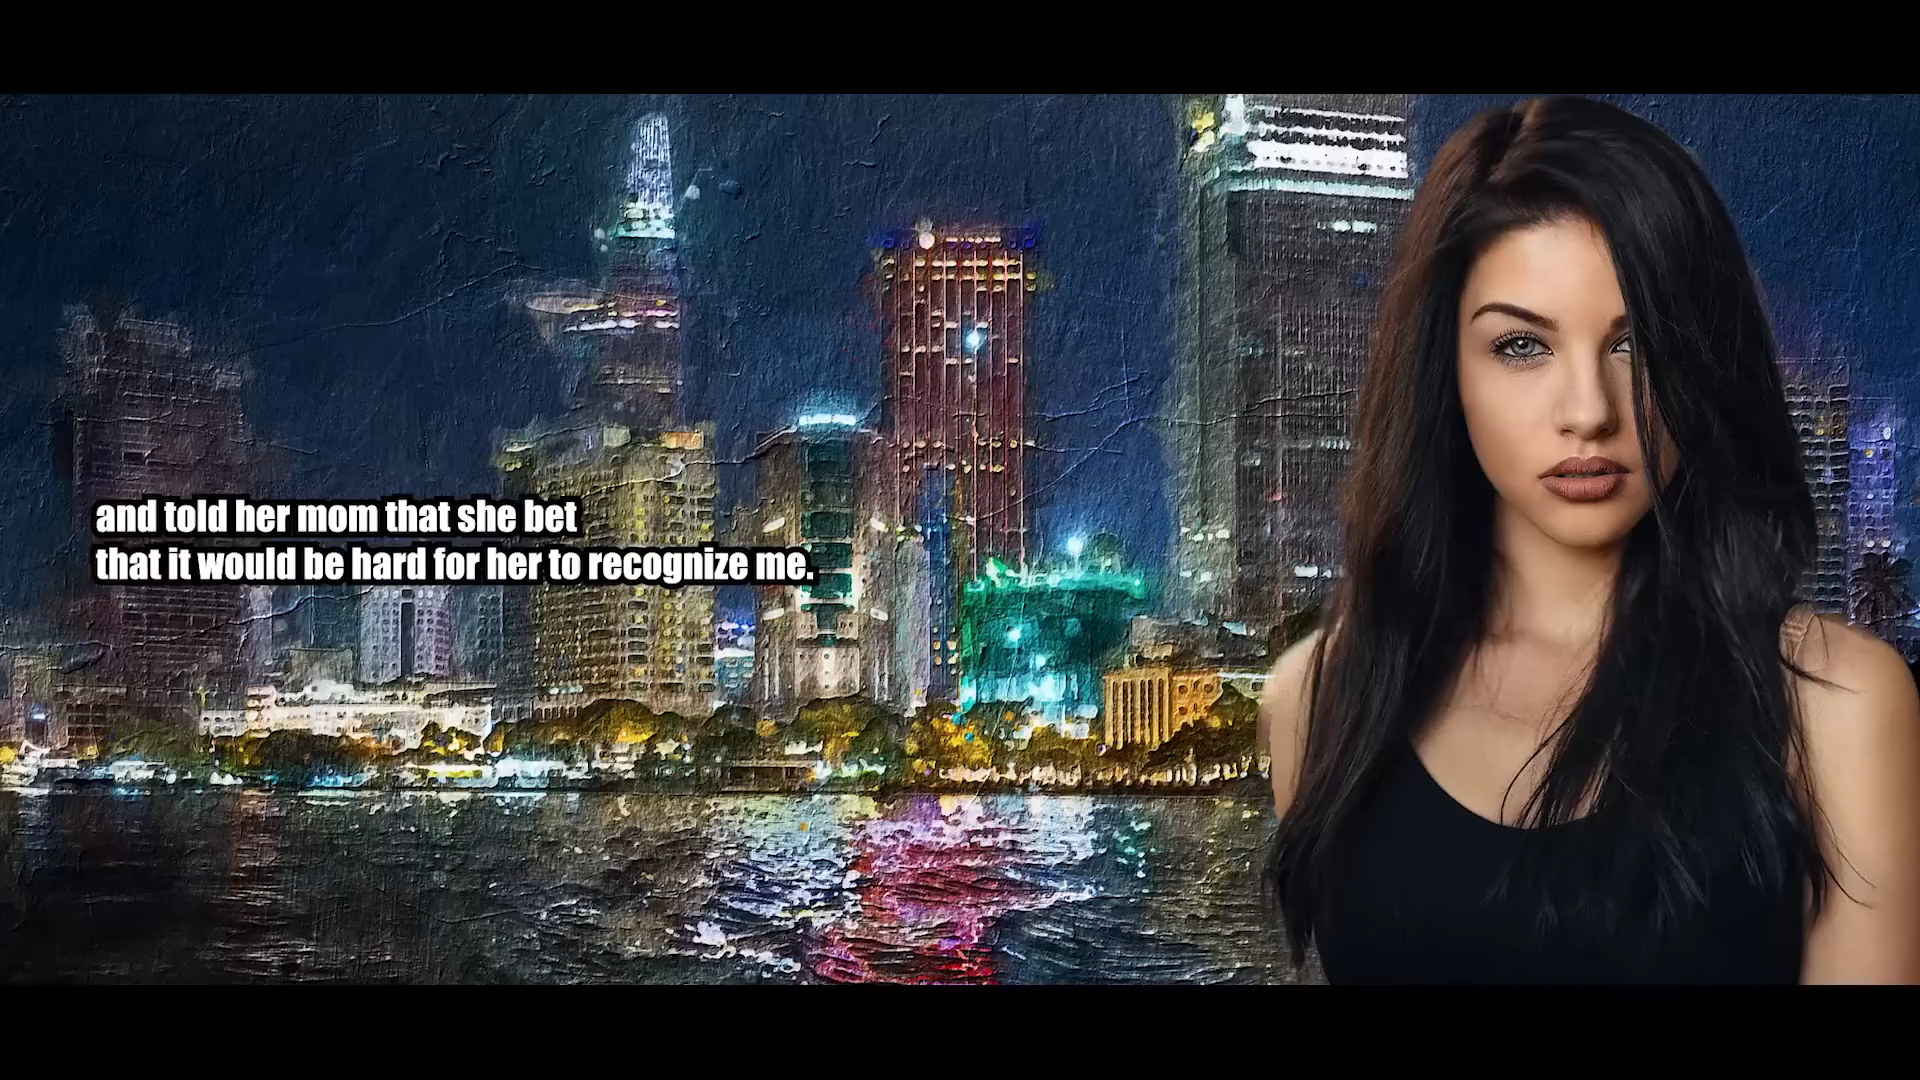 and told her mom that she bet
that it would be hard for her to recognize me.